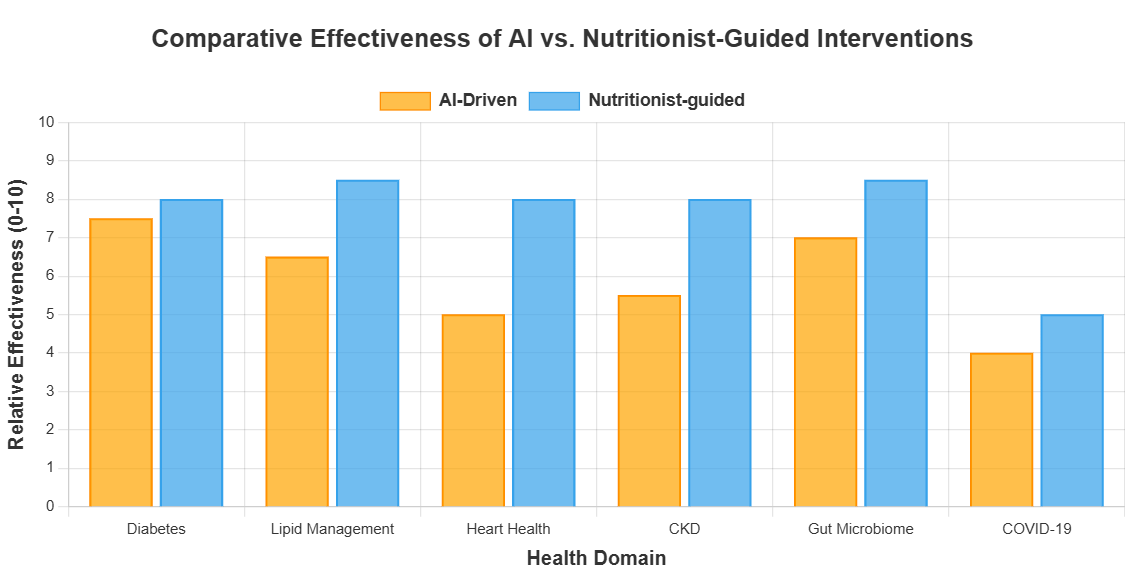 Comparative Effectiveness of AI vs. Nutritionist-Guided Interventions
AI-Driven
Nutritionist-guided
Relative Effectiveness (0-10)
10
9
8
7
6
5
4
3
2
1
0
Diabetes
Lipid Management
Heart Health
CKD
Gut Microbiome
COVID-19
Health Domain